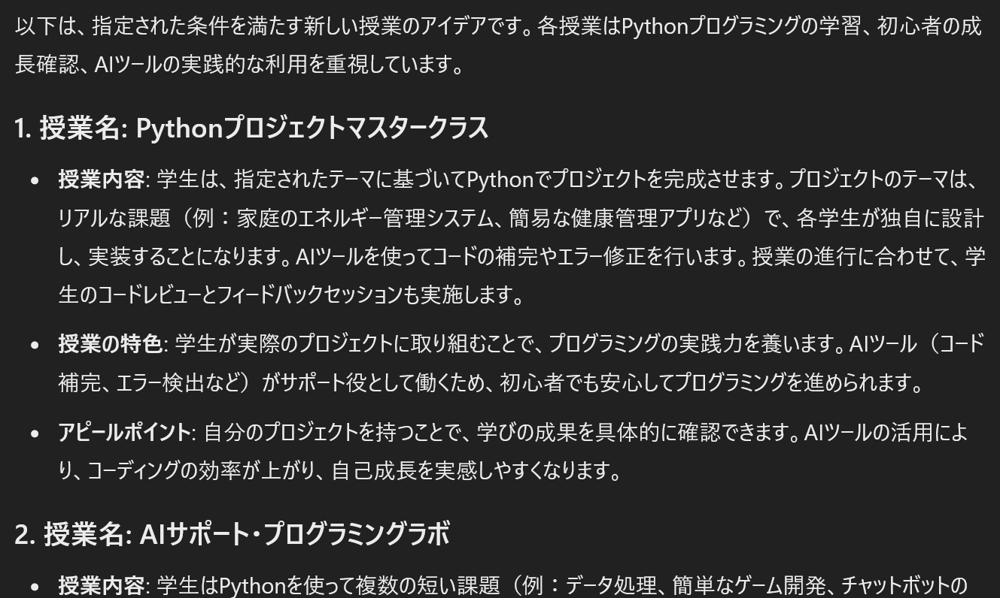 以下は、指定された条件を満たす新しい授業のアイデアです。各授業はPythonプログラミングの学習、初心者の成
長確認、AIツールの実践的な利用を重視しています。
1. 授業名: Pythonプロジェクトマスタークラス
• 授業内容: 学生は、指定されたテーマに基づいてPythonでプロジェクトを完成させます。プロジェクトのテーマは、
リアルな課題（例：家庭のエネルギー管理システム、簡易な健康管理アプリなど）で、各学生が独自に設計
し、実装することになります。AIツールを使ってコードの補完やエラー修正を行います。授業の進行に合わせて、学
生のコードレビューとフィードバックセッションも実施します。
• 授業の特色: 学生が実際のプロジェクトに取り組むことで、プログラミングの実践力を養います。AIツール（コード
補完、エラー検出など）がサポート役として働くため、初心者でも安心してプログラミングを進められます。
• アピールポイント: 自分のプロジェクトを持つことで、学びの成果を具体的に確認できます。AIツールの活用によ
り、コーディングの効率が上がり、自己成長を実感しやすくなります。
2. 授業名: AIサポート・プログラミングラボ
• 授業内容: 学生はPythonを使って複数の短い課題（例：データ処理、簡単なゲーム開発、チャットボットの